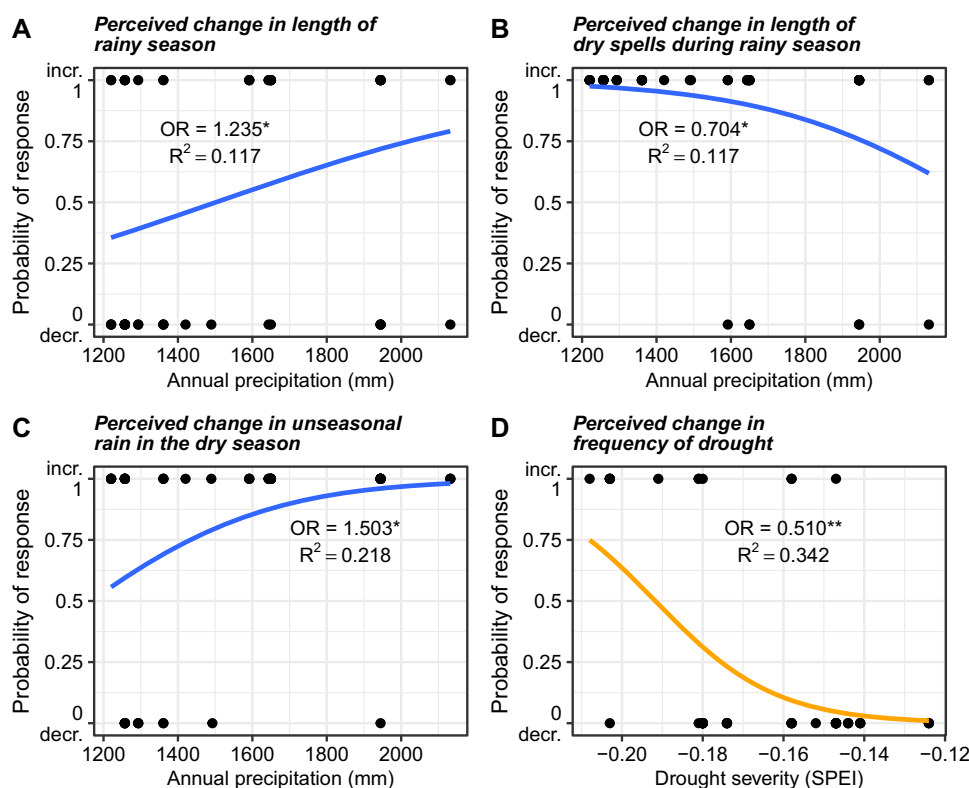 A
Perceived change in length of
rainy season
incr.
1
0.75
0.5
0.25
0
decr.
Probability of response
OR = 1.235*
R² = 0.117
1200 1400 1600 1800 2000
Annual precipitation (mm)
B
Perceived change in length of
dry spells during rainy season
incr.
1
0.75
0.5
0.25
0
decr.
Probability of response
OR = 0.704*
R² = 0.117
1200 1400 1600 1800 2000
Annual precipitation (mm)
C
Perceived change in unseasonal
rain in the dry season
incr.
1
0.75
0.5
0.25
0
decr.
Probability of response
OR = 1.503*
R² = 0.218
1200 1400 1600 1800 2000
Annual precipitation (mm)
D
Perceived change in
frequency of drought
incr.
1
0.75
0.5
0.25
0
decr.
Probability of response
OR = 0.510**
R² = 0.342
−0.20 −0.18 −0.16 −0.14 −0.12
Drought severity (SPEI)